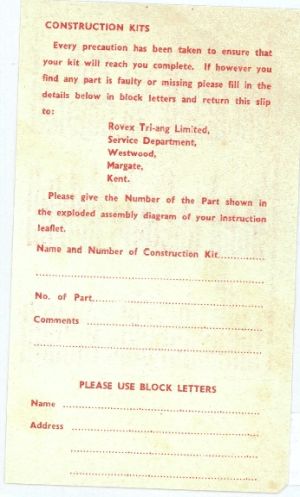 CONSTRUCTION KITS
Every precaution has been taken to ensure that
your kit will reach you complete. If however you
find any part is faulty or missing please fill in the
details below in block letters and return this slip
to:
Rovex Tri-ang Limited,
Service Department,
Westwood,
Margate,
Kent.
Please give the Number of the Part shown in
the exploded assembly diagram of your instruction
leaflet.
Name and Number of Construction Kit..............
No. of Part..............
Comments ..............
PLEASE USE BLOCK LETTERS
Name ..............
Address ..............